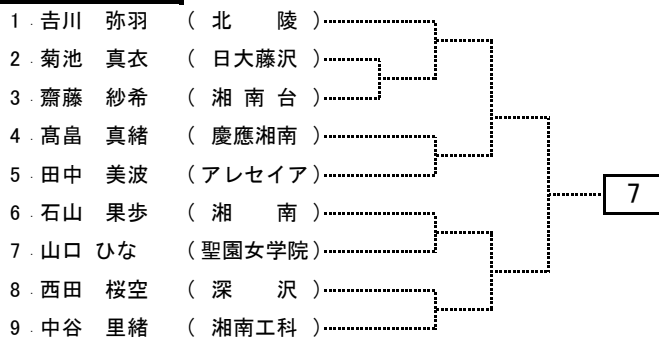 1 吉川 弥羽 ( 北 陵 )
2 菊池 真衣 ( 日大藤沢 )
3 齋藤 紗希 ( 湘 南 台 )
4 髙畠 真緒 ( 慶應湘南 )
5 田中 美波 (アレセイア)
6 石山 果歩 ( 湘 南 )
7 山口 ひな (聖園女学院)
8 西田 桜空 ( 深 沢 )
9 中谷 里緒 ( 湘南工科 )
7